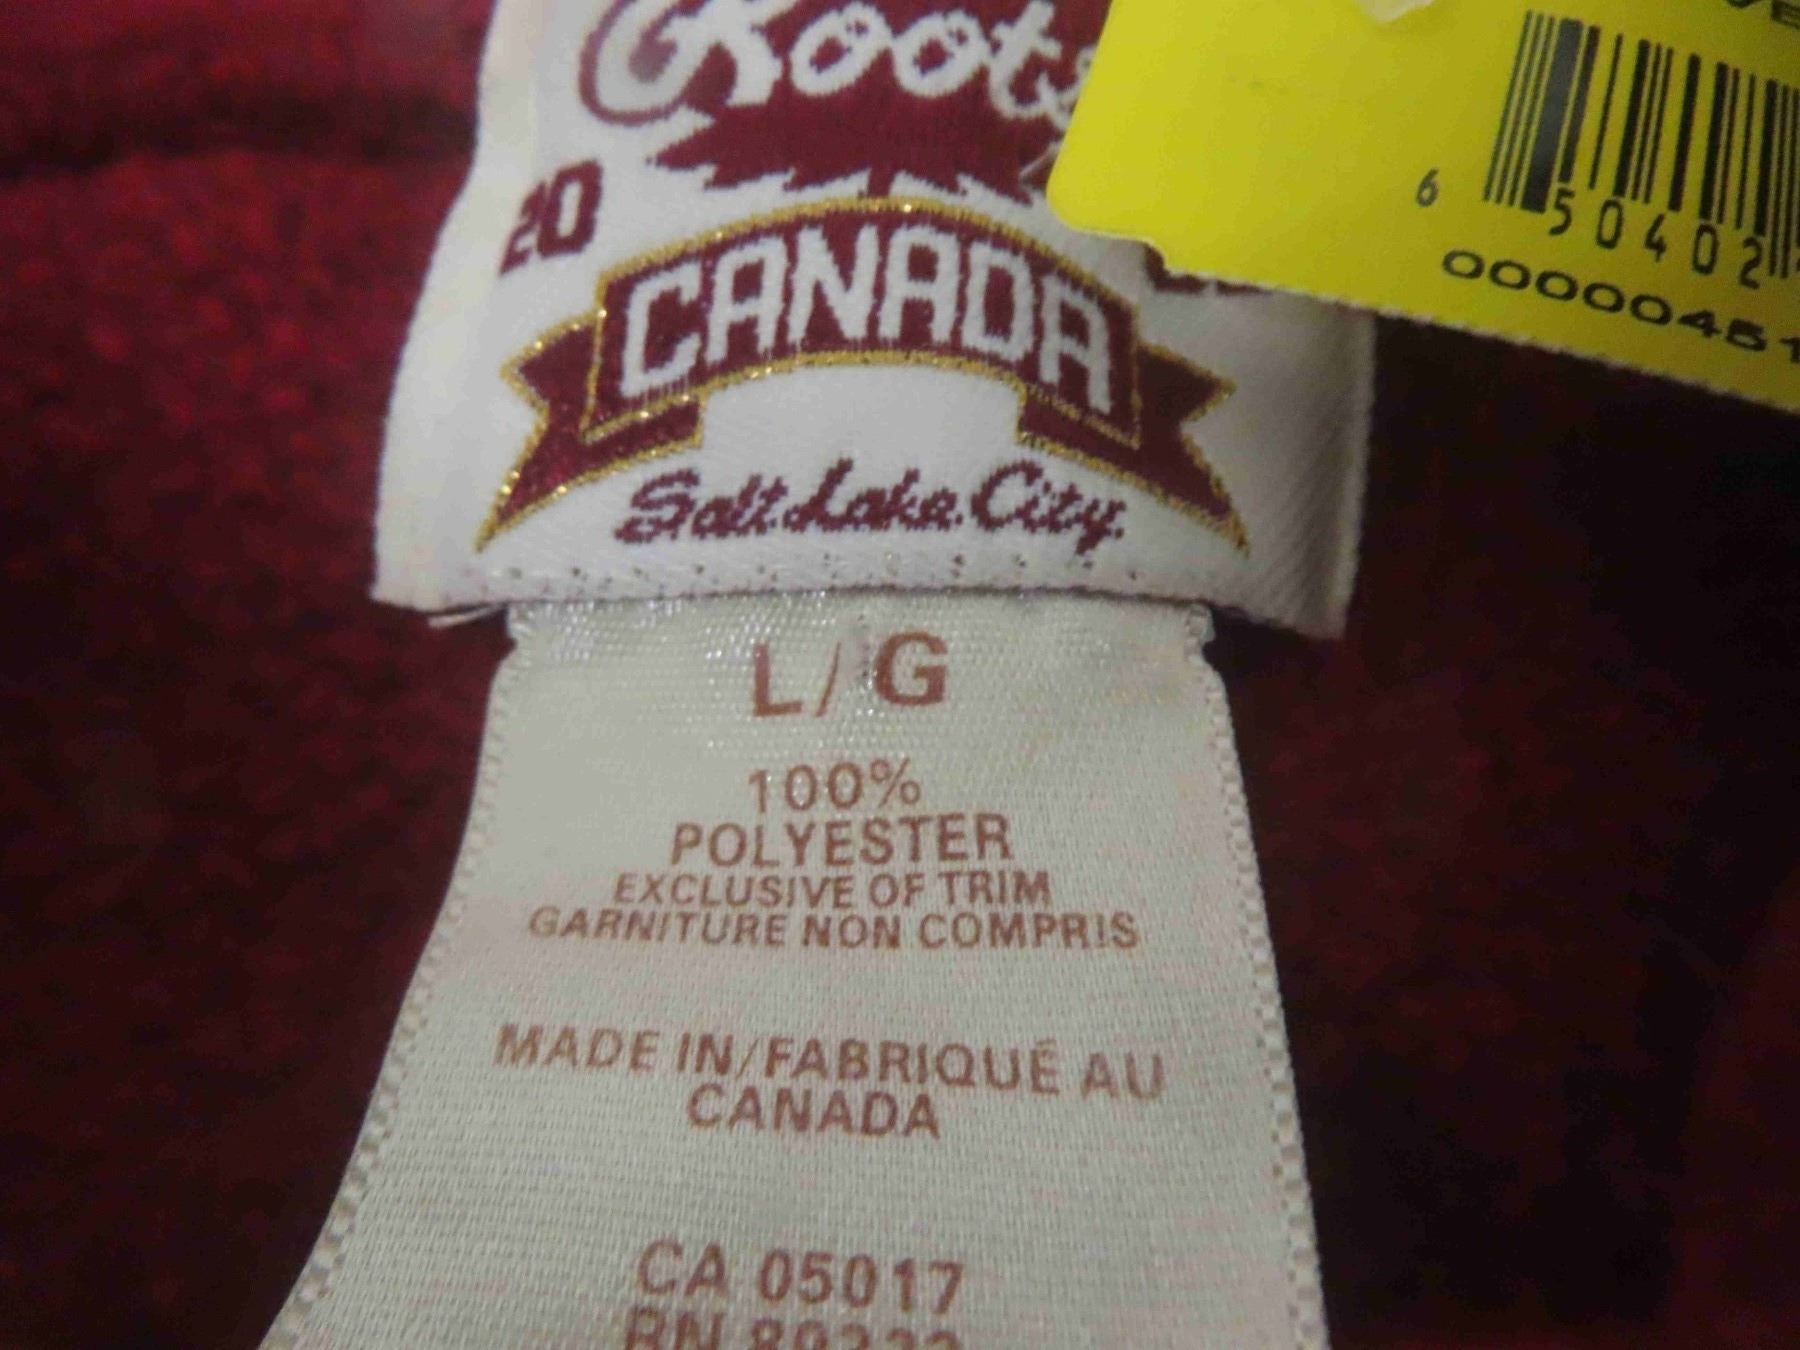 Roots
20
CANADA
Salt Lake City
6 50402
0000045
L/G
100%
POLYESTER
EXCLUSIVE OF TRIM
GARNITURE NON COMPRIS
MADE IN/FABRIQUÉ AU
CANADA
CA 05017
RN